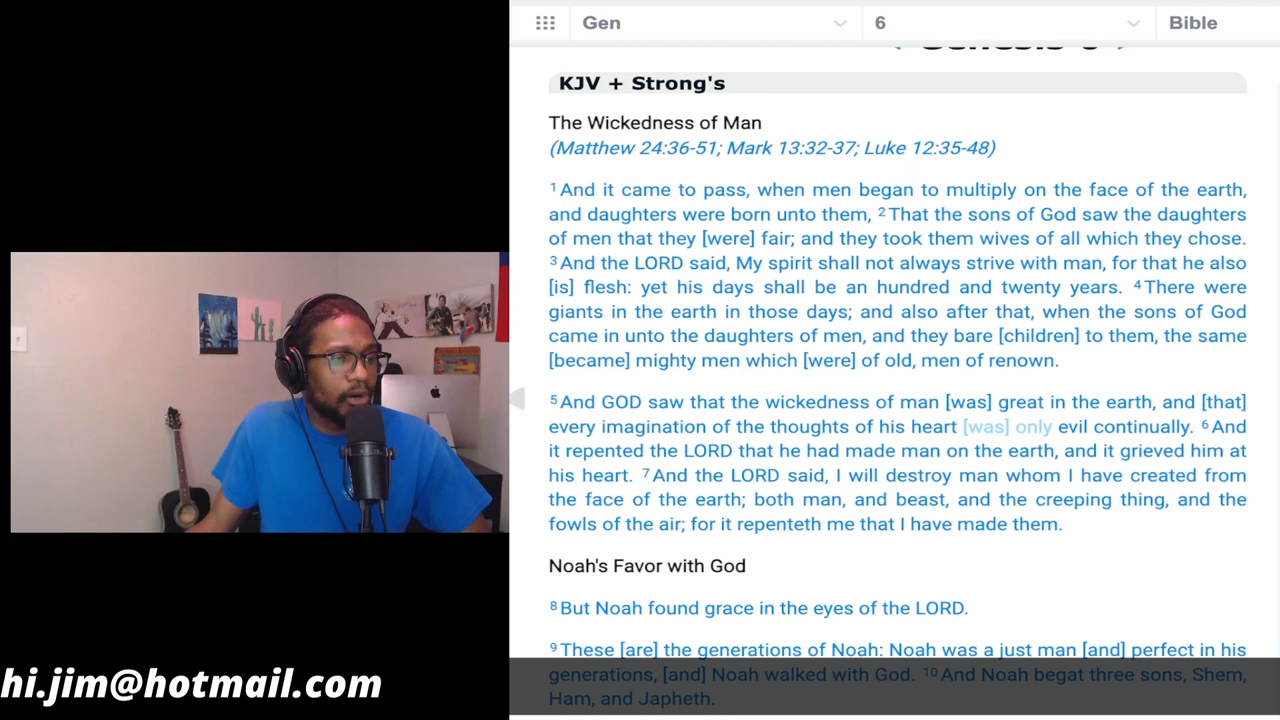 Gen
6
Bible
Genesis 6
KJV + Strong's
The Wickedness of Man
(Matthew 24:36-51; Mark 13:32-37; Luke 12:35-48)
1 And it came to pass, when men began to multiply on the face of the earth,
and daughters were born unto them, 2 That the sons of God saw the daughters
of men that they [were] fair; and they took them wives of all which they chose.
3 And the LORD said, My spirit shall not always strive with man, for that he also
[is] flesh: yet his days shall be an hundred and twenty years. 4 There were
giants in the earth in those days; and also after that, when the sons of God
came in unto the daughters of men, and they bare [children] to them, the same
[became] mighty men which [were] of old, men of renown.
5 And GOD saw that the wickedness of man [was] great in the earth, and [that]
every imagination of the thoughts of his heart [was] only evil continually. 6 And
it repented the LORD that he had made man on the earth, and it grieved him at
his heart. 7 And the LORD said, I will destroy man whom I have created from
the face of the earth; both man, and beast, and the creeping thing, and the
fowls of the air; for it repenteth me that I have made them.
Noah's Favor with God
8 But Noah found grace in the eyes of the LORD.
9 These [are] the generations of Noah: Noah was a just man [and] perfect in his
generations, [and] Noah walked with God. 10 And Noah begat three sons, Shem,
Ham, and Japheth.
hi.jim@hotmail.com